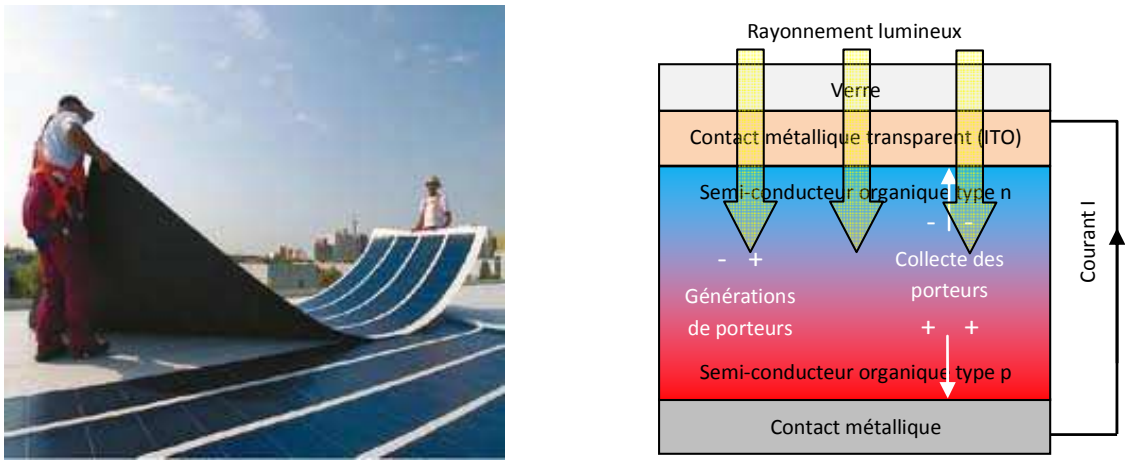 Rayonnement lumineux
Verre
Contact métallique transparent (ITO)
Semi-conducteur organique type n
- -
- +
Collecte des
porteurs
Générations
de porteurs
+ +
Semi-conducteur organique type p
Contact métallique
Courant I